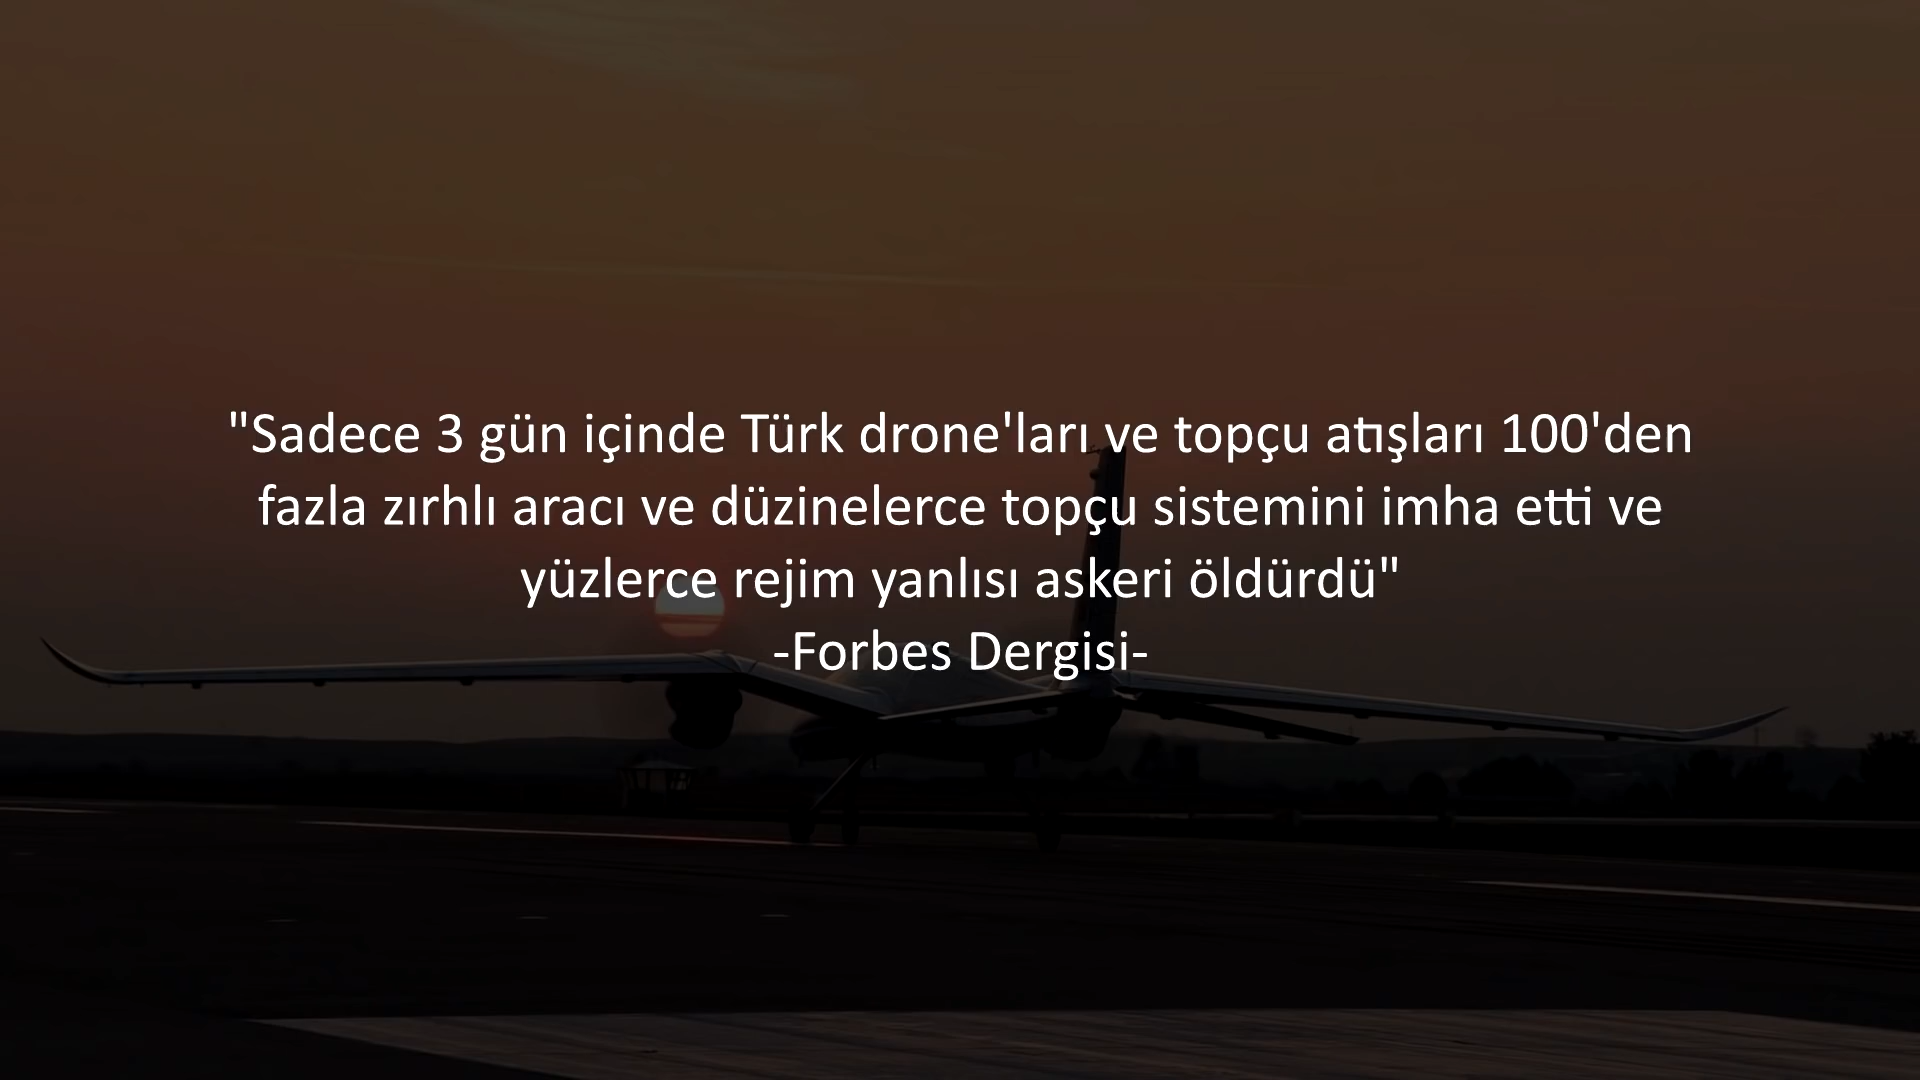 "Sadece 3 gün içinde Türk drone'ları ve topçu atışları 100'den
fazla zırhlı aracı ve düzinelerce topçu sistemini imha etti ve
yüzlerce rejim yanlısı askeri öldürdü"
-Forbes Dergisi-